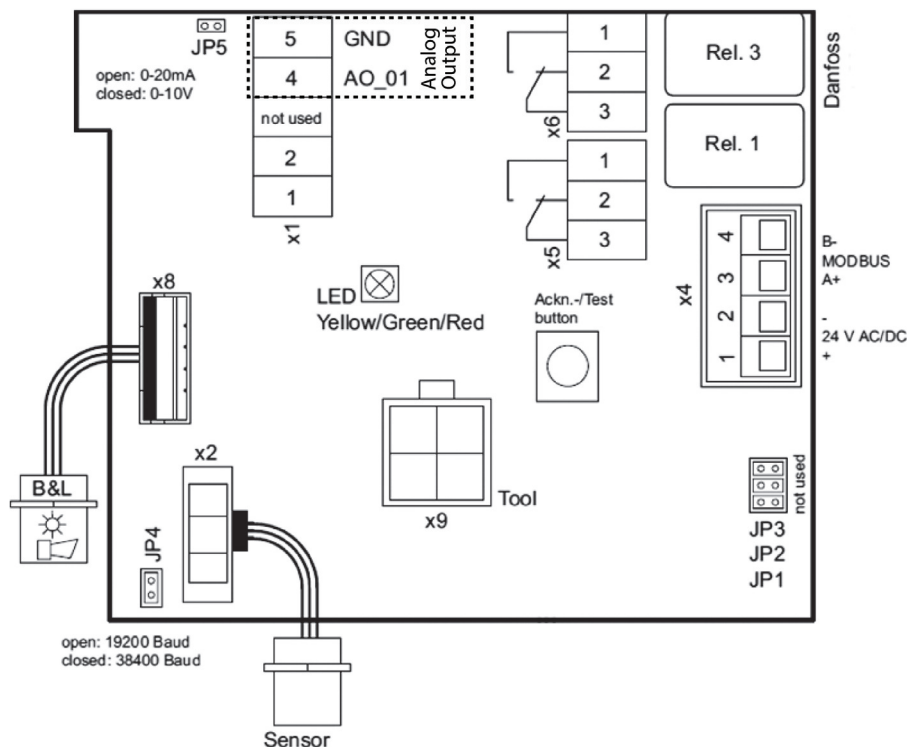 JP5
open: 0-20mA
closed: 0-10V
5 GND
4 AO_01
Analog
Output
not used
2
1
x1
1
2
3
x6
1
2
3
x5
Rel. 3
Rel. 1
Danfoss
4
3
2
1
x4
B-
MODBUS
A+
-
24 V AC/DC
+
x8
LED
Yellow/Green/Red
Ackn.-/Test
button
B&L
x2
JP4
open: 19200 Baud
closed: 38400 Baud
Sensor
Tool
x9
not used
JP3
JP2
JP1